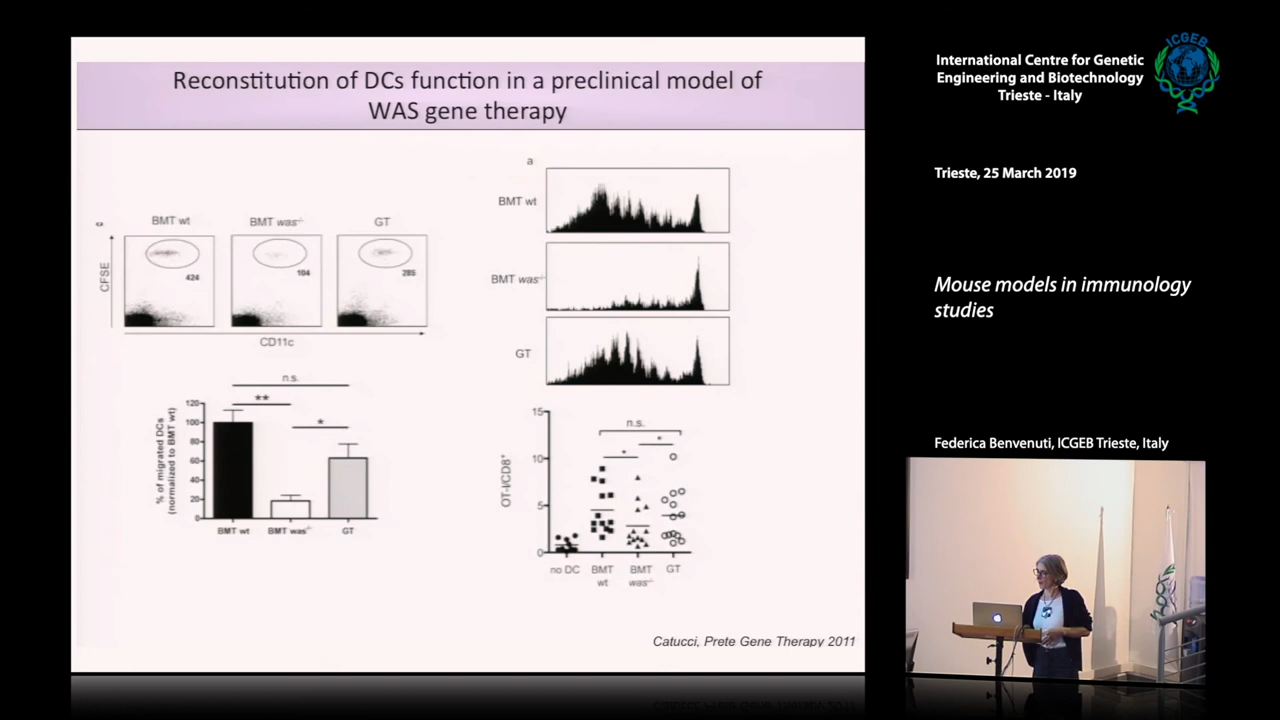 Reconstitution of DCs function in a preclinical model of
WAS gene therapy
BMT wt
BMT was-/-
GT
CFSE
424
104
285
CD11c
n.s.
**
*
120
100
80
60
40
20
0
% of migrated DCs
(normalized to BMT wt)
BMT wt
BMT was-/-
GT
a
BMT wt
BMT was-/-
GT
15
10
5
0
OT-I/CD8+
n.s.
*
*
no DC
BMT
wt
BMT
was-/-
GT
Catucci, Prete Gene Therapy 2011
International Centre for Genetic
Engineering and Biotechnology
Trieste - Italy
ICGEB
Trieste, 25 March 2019
Mouse models in immunology
studies
Federica Benvenuti, ICGEB Trieste, Italy